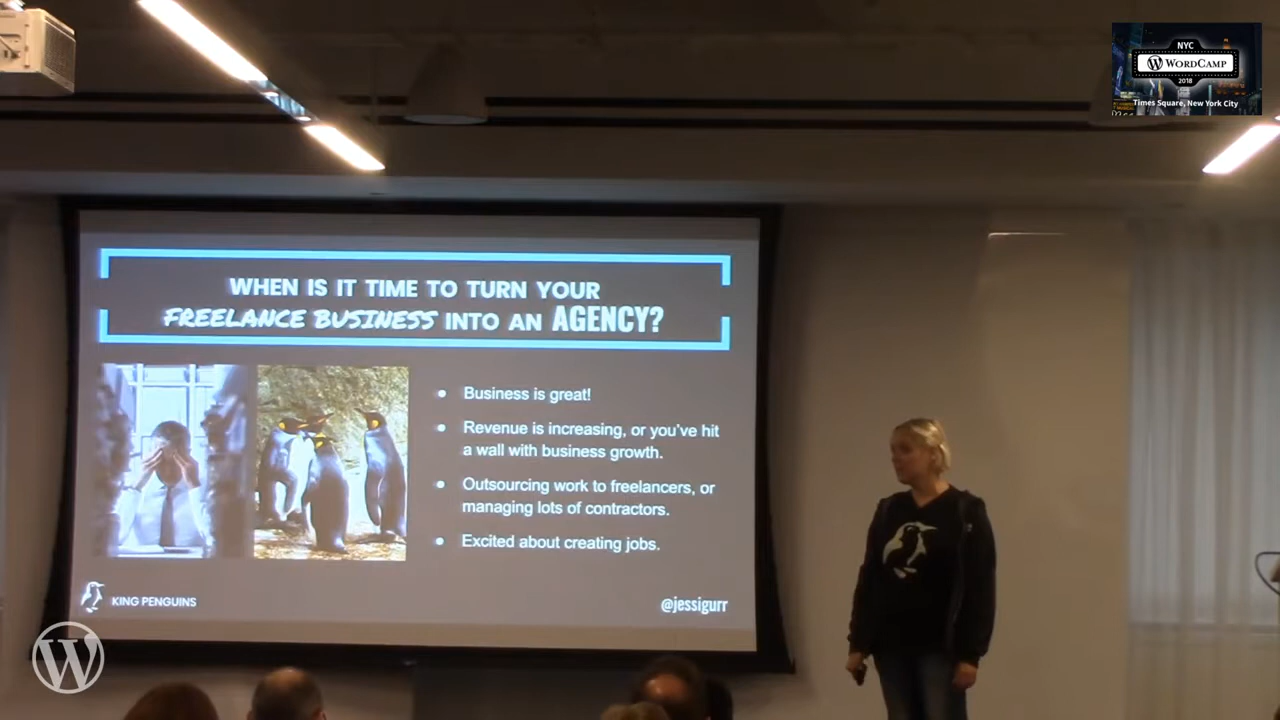 NYC
WORDCAMP
2018
Times Square, New York City
WHEN IS IT TIME TO TURN YOUR
FREELANCE BUSINESS INTO AN AGENCY?
Business is great!
Revenue is increasing, or you've hit
a wall with business growth.
Outsourcing work to freelancers, or
managing lots of contractors.
Excited about creating jobs.
KING PENGUINS
@jessigurr